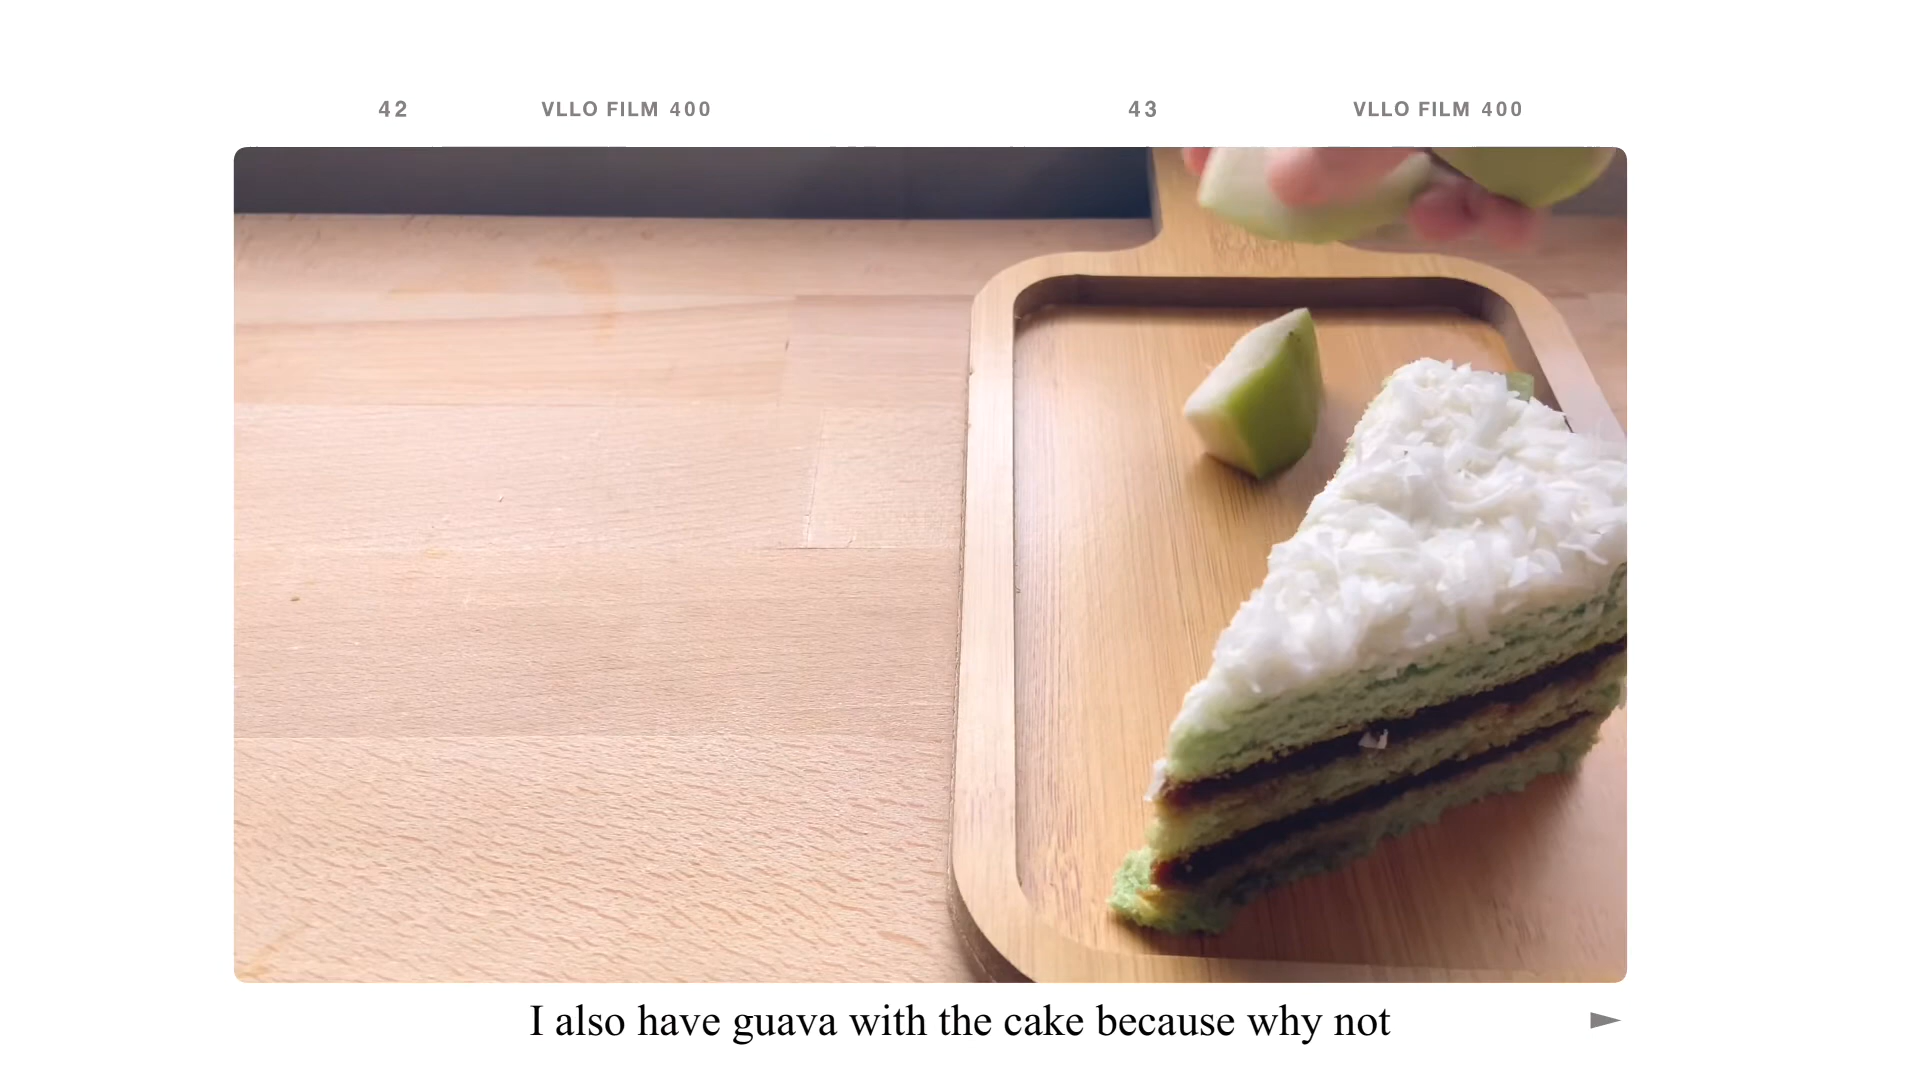 42 VLLO FILM 400 43 VLLO FILM 400
I also have guava with the cake because why not